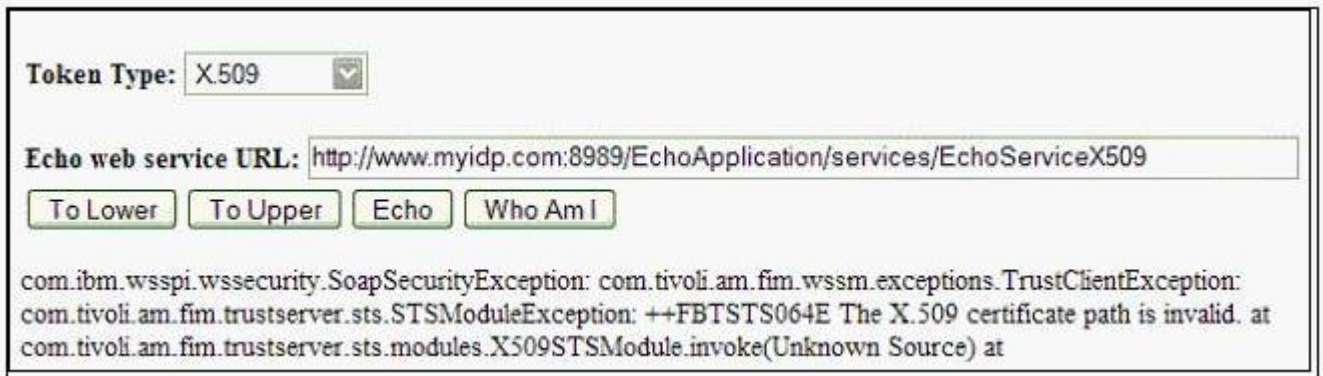 Token Type: X.509
Echo web service URL: http://www.myidp.com:8989/EchoApplication/services/EchoServiceX509
To Lower To Upper Echo Who Am I
com.ibm.wsspi.wssecurity.SoapSecurityException: com.tivoli.am.fim.wssm.exceptions.TrustClientException:
com.tivoli.am.fim.trustserver.sts.STSModuleException: ++FBTSTS064E The X.509 certificate path is invalid. at
com.tivoli.am.fim.trustserver.sts.modules.X509STSModule.invoke(Unknown Source) at